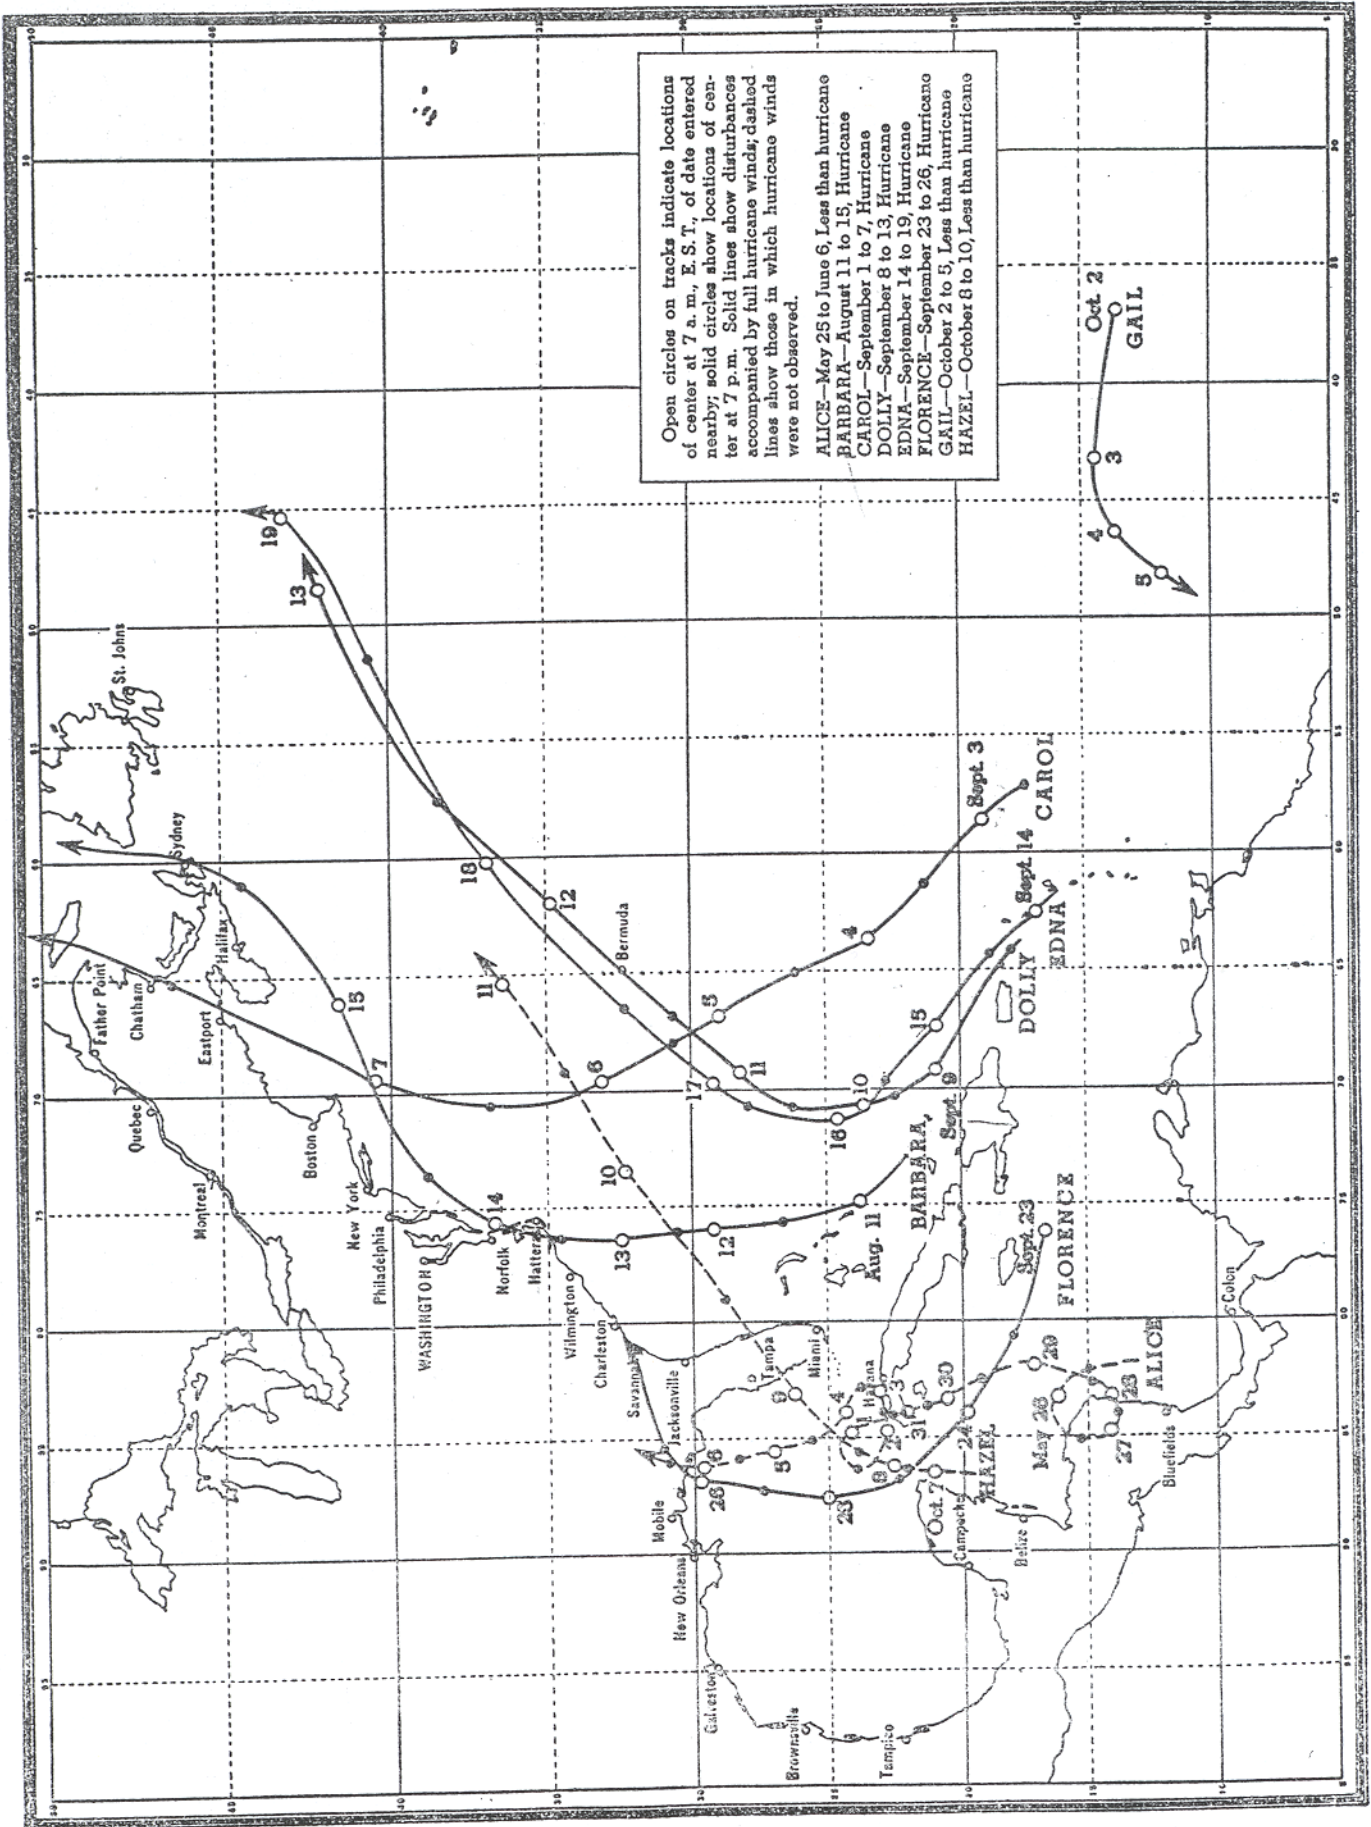 Open circles on tracks indicate locations
of center at 7 a. m., E. S. T., of date entered
nearby; solid circles show locations of cen-
ter at 7 p.m. Solid lines show disturbances
accompanied by full hurricane winds; dashed
lines show those in which hurricane winds
were not observed.
ALICE—May 25 to June 6, Less than hurricane
BARBARA—August 11 to 15, Hurricane
CAROL—September 1 to 7, Hurricane
DOLLY—September 8 to 13, Hurricane
EDNA—September 14 to 19, Hurricane
FLORENCE—September 23 to 26, Hurricane
GAIL—October 2 to 5, Less than hurricane
HAZEL—October 8 to 10, Less than hurricane
St. Johns
Sydney
Halifax
Father Point
Chatham
Eastport
Quebec
Montreal
Boston
New York
Philadelphia
WASHINGTON
Norfolk
Hatteras
Wilmington
Charleston
Savannah
Jacksonville
Tampa
Miami
Mobile
New Orleans
Galveston
Brownsville
Tampico
Bermuda
Havana
Campeche
Belize
Bluefields
Colon
19
13
18
12
11
15
7
14
6
5
4
Sept. 3
CAROL
Sept. 14
EDNA
DOLLY
15
17
11
10
16
Sept. 9
BARBARA
Aug. 11
12
13
10
9
Sept. 23
FLORENCE
24
25
26
ALICE
May 26
27
28
29
30
31
1
2
3
4
5
6
HAZEL
Oct. 7
8
Oct. 2
GAIL
3
4
5